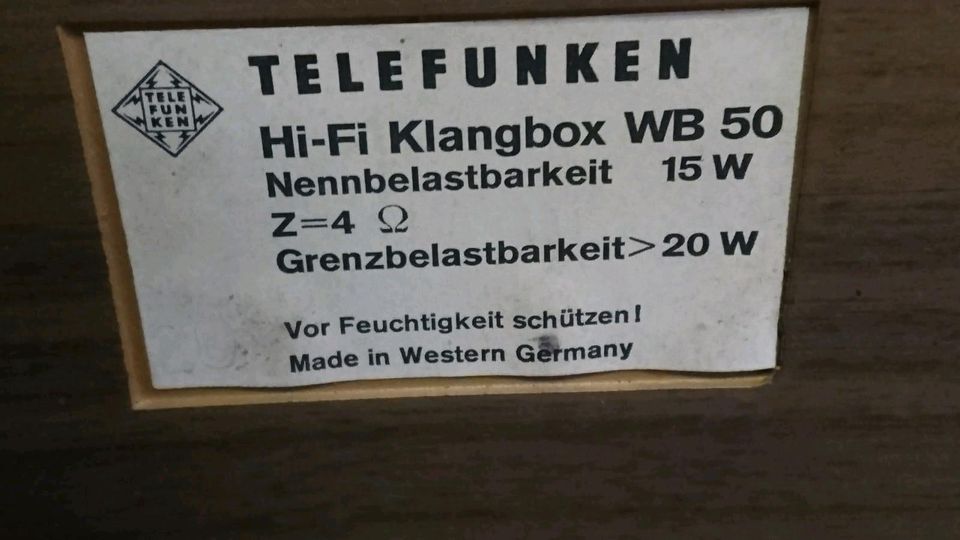 TELE
FUN
KEN
TELEFUNKEN
Hi-Fi Klangbox WB 50
Nennbelastbarkeit 15 W
Z=4 Ω
Grenzbelastbarkeit > 20 W
Vor Feuchtigkeit schützen!
Made in Western Germany